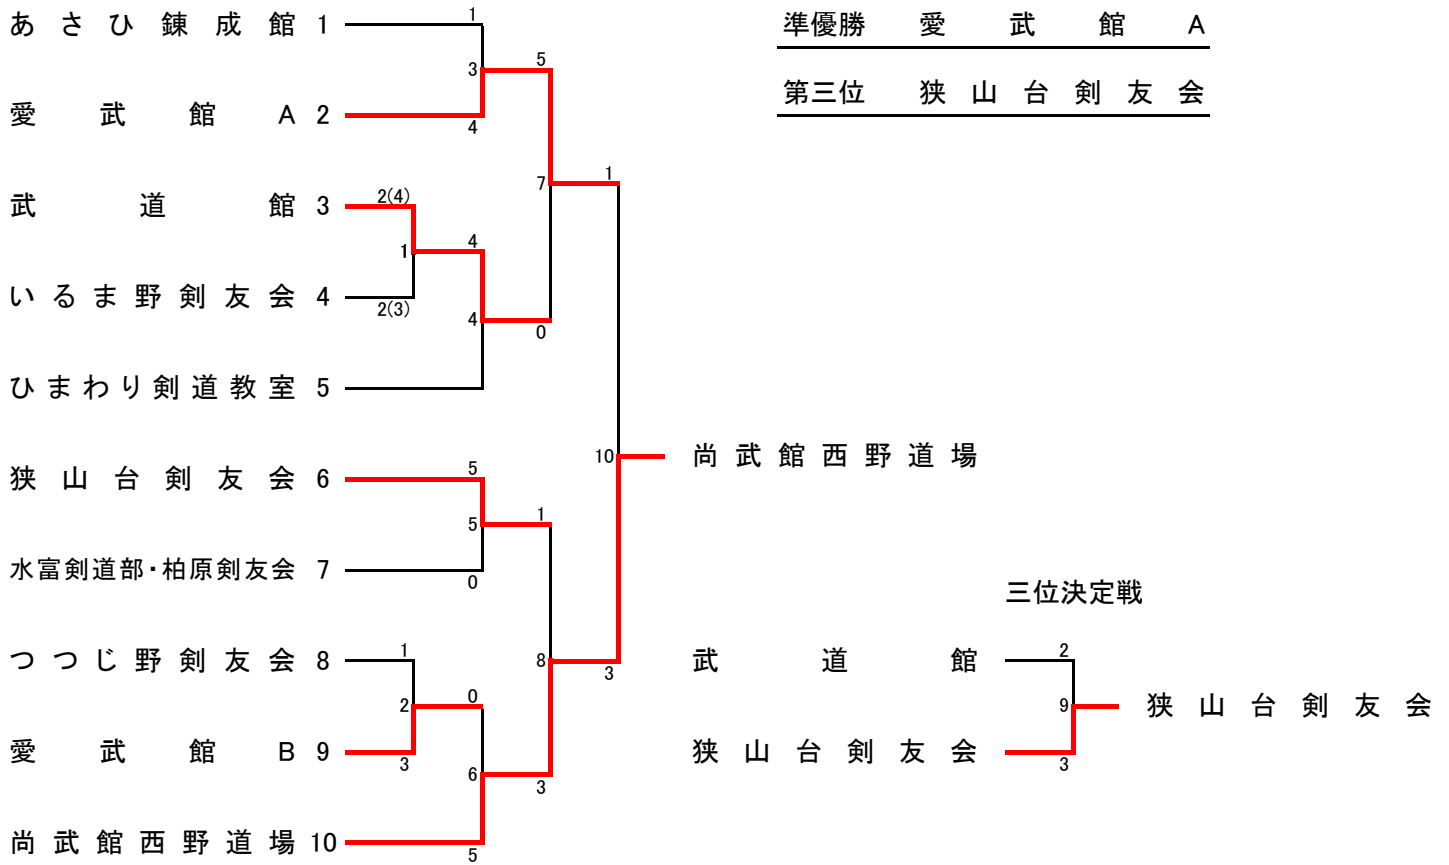 あさひ錬成館 1
1
準優勝 愛武館A
3
5
第三位 狭山台剣友会
愛武館A 2
4
7
1
武道館 3
2(4)
1
4
いるま野剣友会 4
2(3)
4
0
ひまわり剣道教室 5
10
尚武館西野道場
狭山台剣友会 6
5
5
1
水富剣道部・柏原剣友会 7
0
三位決定戦
つつじ野剣友会 8
1
8
3
武道館
2
2
0
9
狭山台剣友会
愛武館B 9
3
狭山台剣友会
3
6
3
尚武館西野道場 10
5